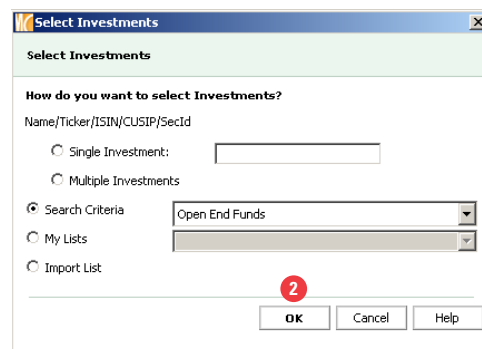 Select Investments
Select Investments
How do you want to select Investments?
Name/Ticker/ISIN/CUSIP/SecId
Single Investment:
Multiple Investments
Search Criteria Open End Funds
My Lists
Import List
2
OK Cancel Help